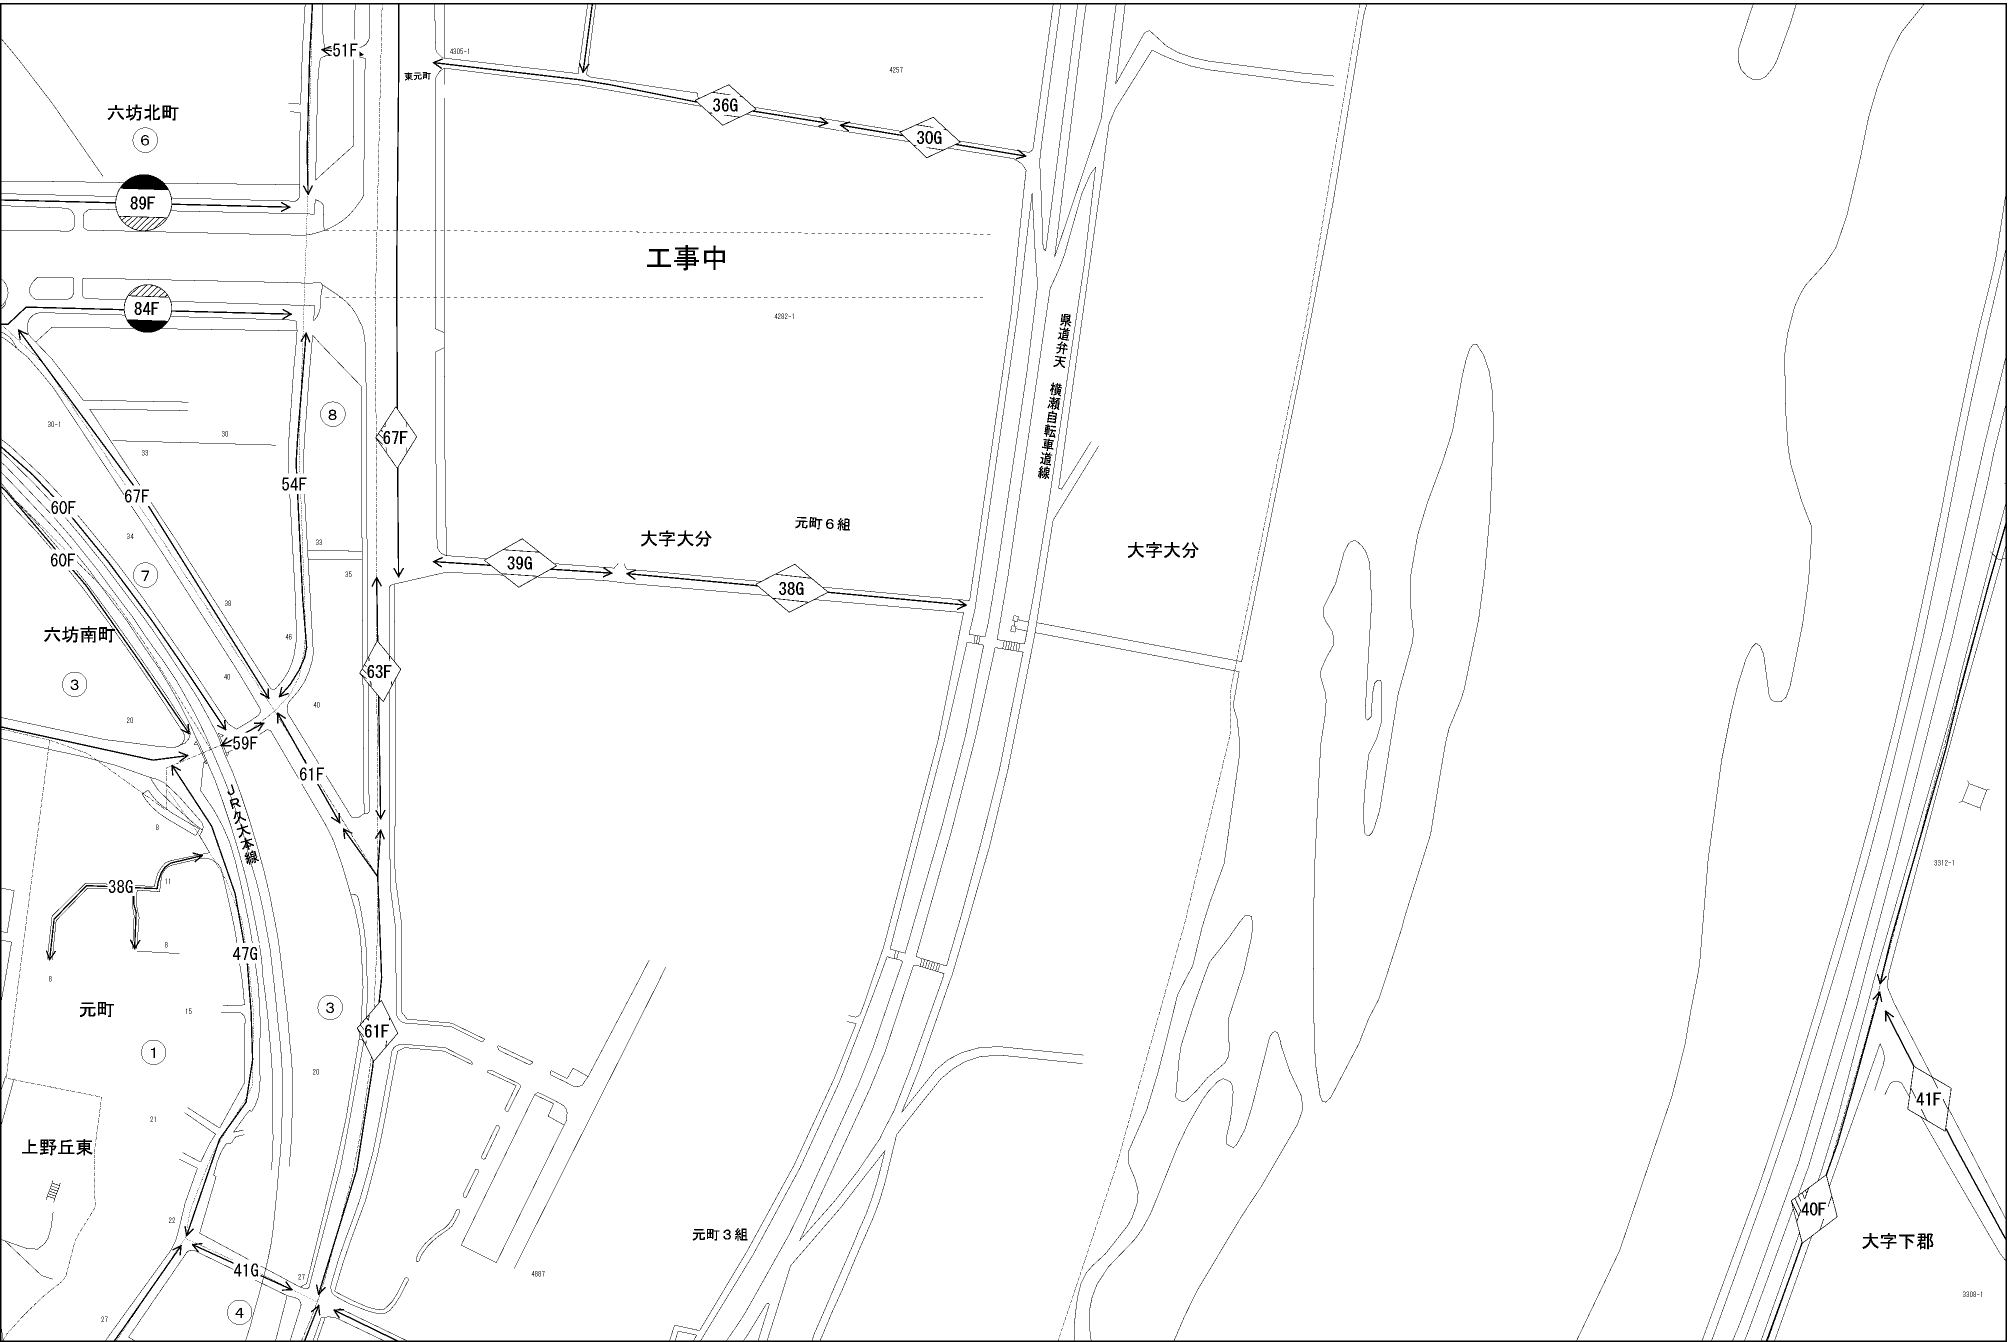 51F
4305-1
東元町
4257
六坊北町
6
36G
30G
89F
工事中
84F
4282-1
県道弁天 横瀬自転車道線
8
30-1
30
33
67F
54F
67F
60F
34
33
元町6組
大字大分
大字大分
60F
7
35
39G
38G
38
46
六坊南町
3
40
63F
40
20
59F
61F
JR久大本線
8
38G
11
3312-1
8
47G
8
元町
15
3
61F
1
20
21
41F
上野丘東
22
元町3組
40F
大字下郡
41G
27
4887
3308-1
27
4